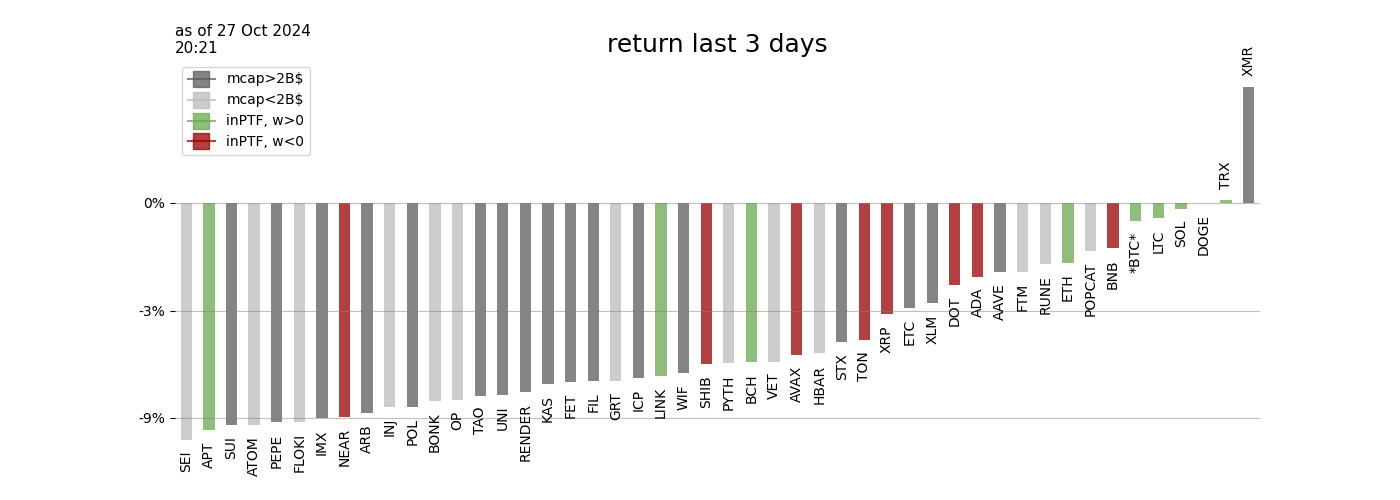 as of 27 Oct 2024
20:21
return last 3 days
mcap>2B$
mcap<2B$
inPTF, w>0
inPTF, w<0
0%
-3%
-9%
SEI
APT
SUI
ATOM
PEPE
FLOKI
IMX
NEAR
ARB
INJ
POL
BONK
OP
TAO
UNI
RENDER
KAS
FET
FIL
GRT
ICP
LINK
WIF
SHIB
PYTH
BCH
VET
AVAX
HBAR
STX
TON
XRP
ETC
XLM
DOT
ADA
AAVE
FTM
RUNE
ETH
POPCAT
BNB
*BTC*
LTC
SOL
DOGE
TRX
XMR